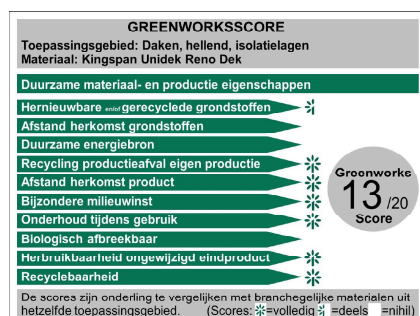 GREENWORKSSCORE
Toepassingsgebied: Daken, hellend, isolatielagen
Materiaal: Kingspan Unidek Reno Dek
Duurzame materiaal- en productie eigenschappen
Hernieuwbare en/of gerecyclede grondstoffen
Afstand herkomst grondstoffen
Duurzame energiebron
Recycling productieafval eigen productie
Afstand herkomst product
Bijzondere milieuwinst
Onderhoud tijdens gebruik
Biologisch afbreekbaar
Herbruikbaarheid ongewijzigd eindproduct
Recyclebaarheid
Greenworks
13 /20
Score
De scores zijn onderling te vergelijken met branchegelijke materialen uit
hetzelfde toepassingsgebied. (Scores: =volledig =deels =nihil)